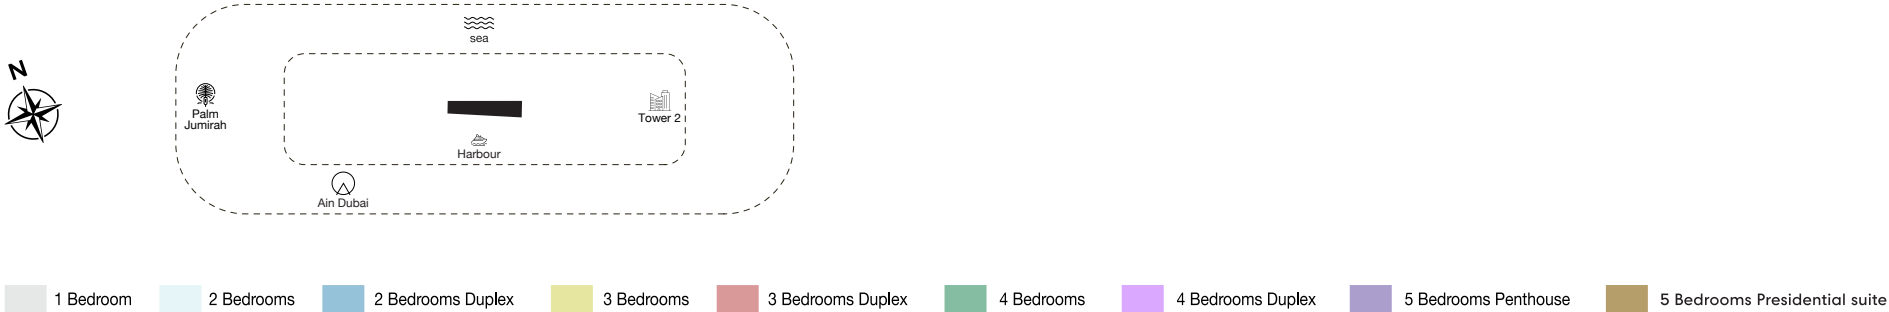 N
sea
Palm
Jumirah
Tower 2
Harbour
Ain Dubai
1 Bedroom
2 Bedrooms
2 Bedrooms Duplex
3 Bedrooms
3 Bedrooms Duplex
4 Bedrooms
4 Bedrooms Duplex
5 Bedrooms Penthouse
5 Bedrooms Presidential suite